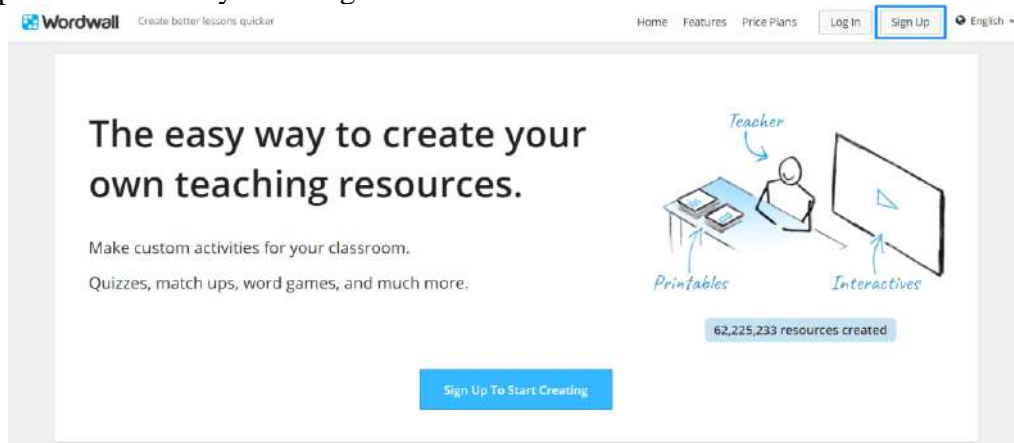 Wordwall Create better lessons quicker Home Features Price Plans Log In Sign Up English
The easy way to create your
own teaching resources.
Make custom activities for your classroom.
Quizzes, match ups, word games, and much more.
Teacher
Printables Interactives
62,225,233 resources created
Sign Up To Start Creating